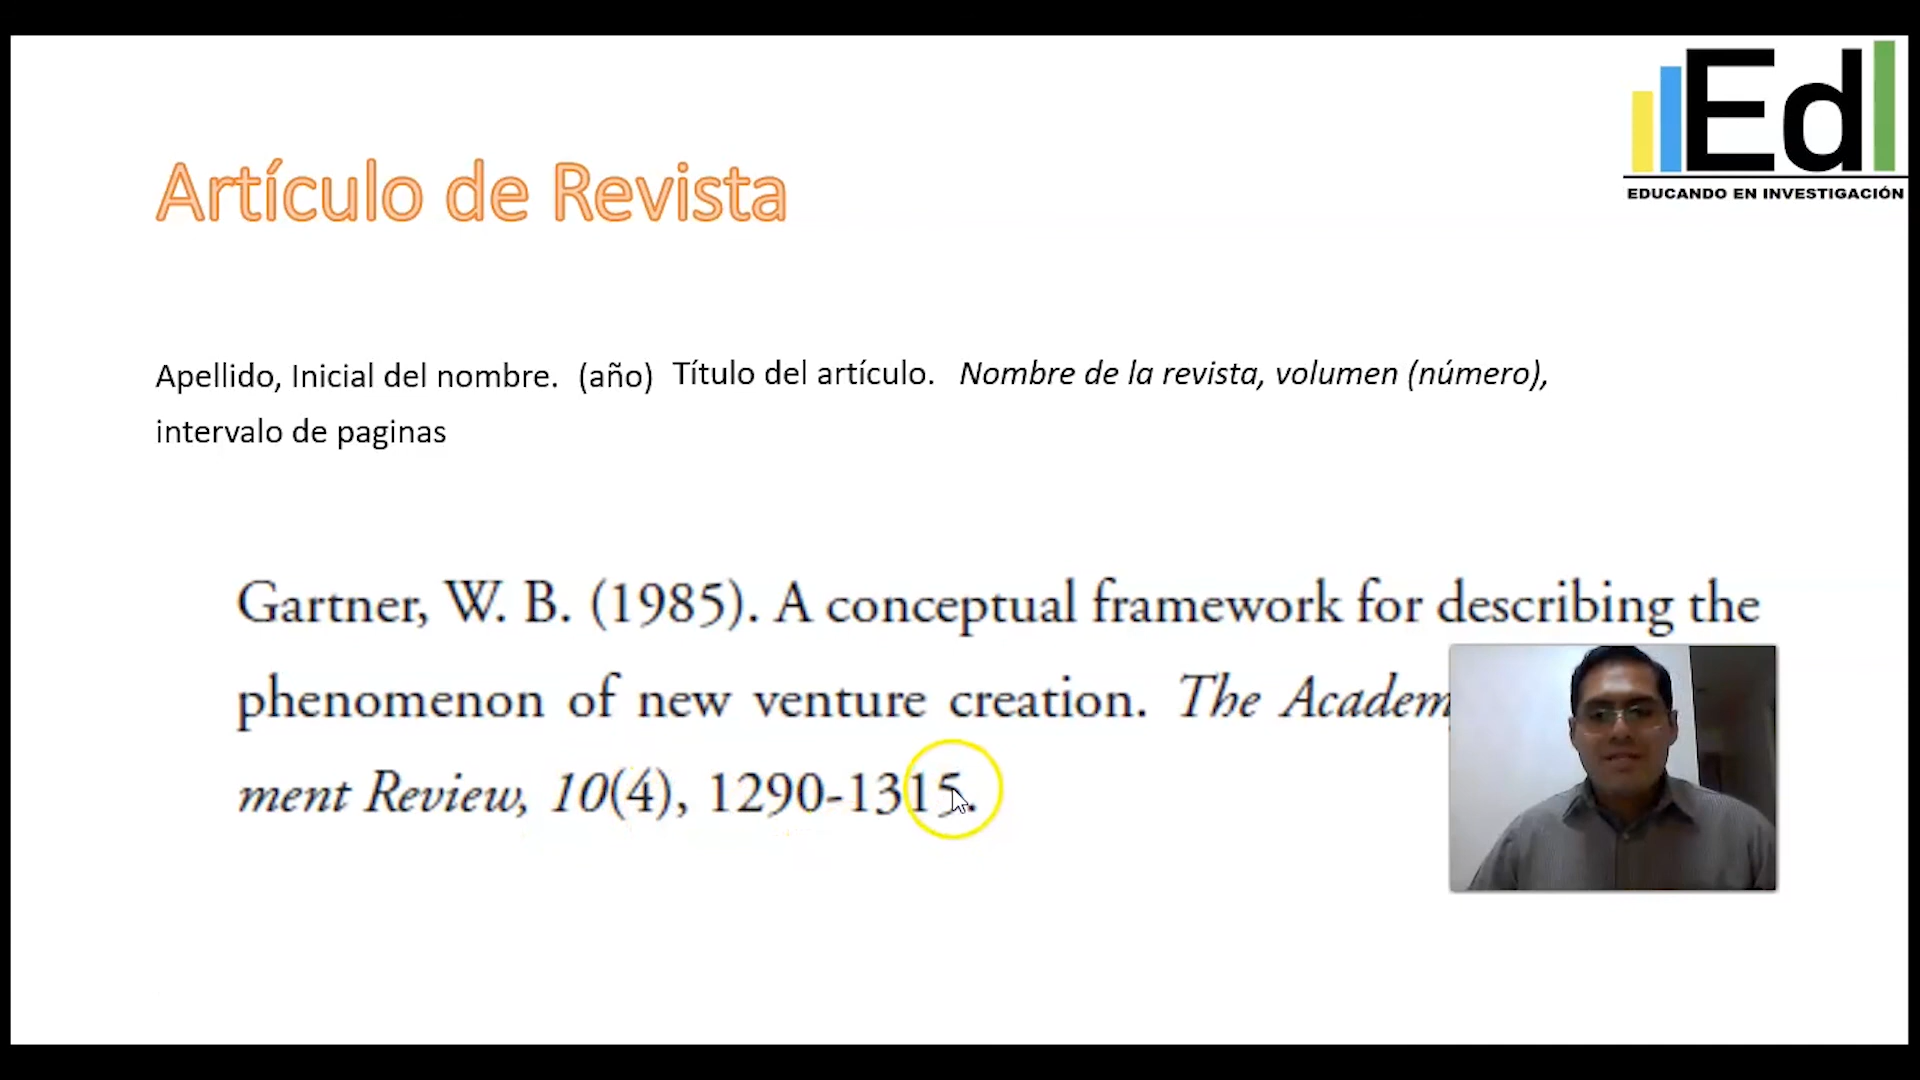 EdI
EDUCANDO EN INVESTIGACIÓN
Artículo de Revista
Apellido, Inicial del nombre. (año) Título del artículo. Nombre de la revista, volumen (número),
intervalo de paginas
Gartner, W. B. (1985). A conceptual framework for describing the
phenomenon of new venture creation. The
ment Review, 10(4), 1290-1315.